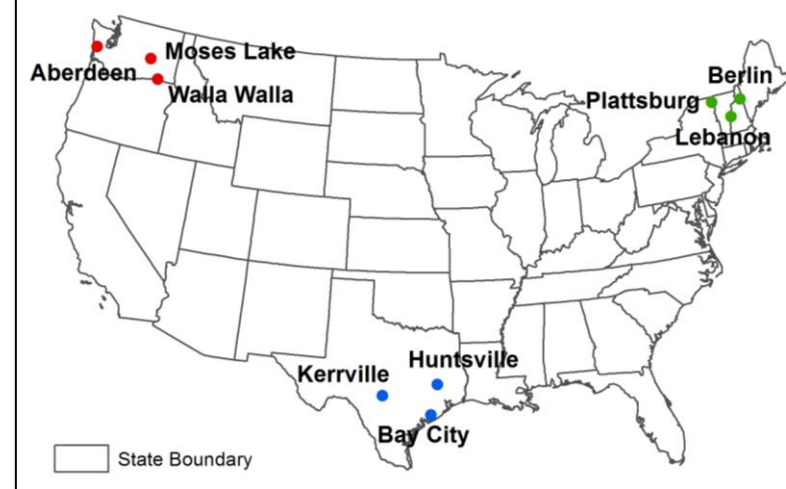 Moses Lake
Aberdeen
Walla Walla
Berlin
Plattsburg
Lebanon
Huntsville
Kerrville
Bay City
State Boundary